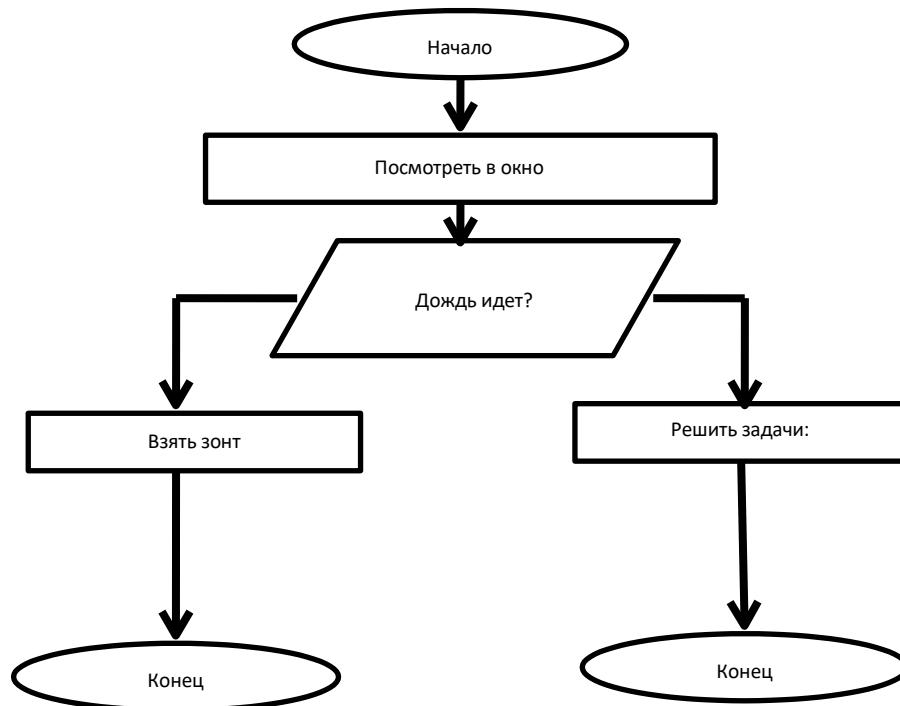 Начало
Посмотреть в окно
Дождь идет?
Взять зонт
Решить задачи:
Конец
Конец